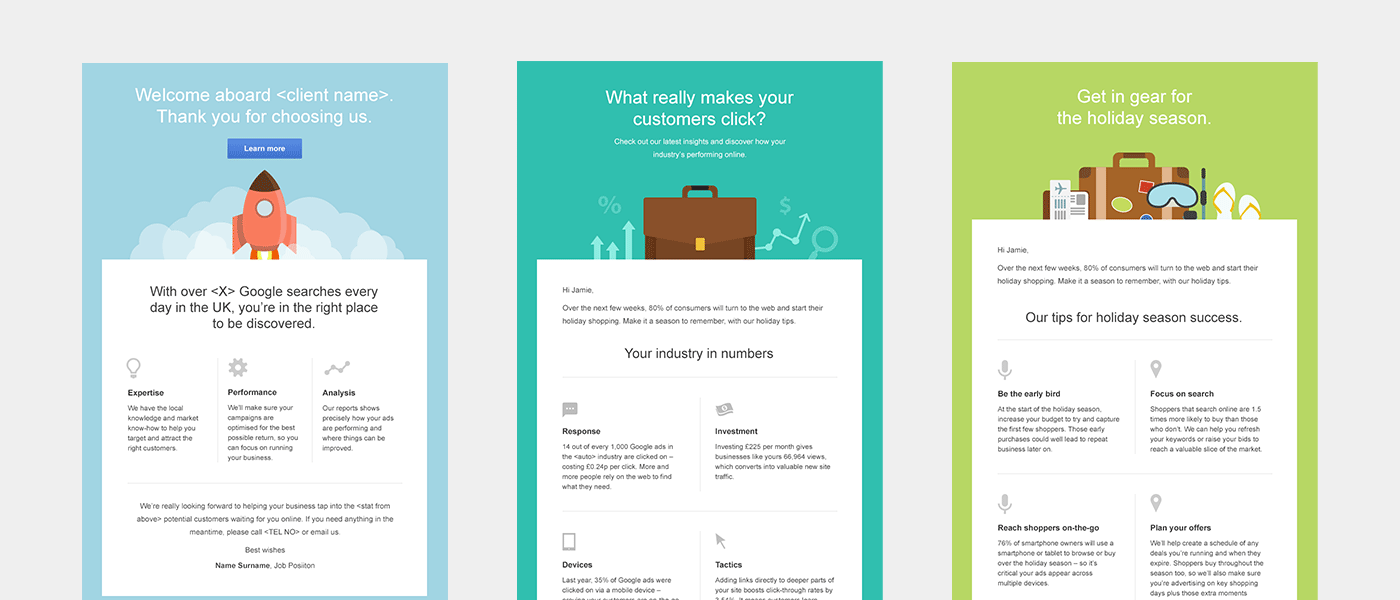 Welcome aboard <client name>.
Thank you for choosing us.
Learn more
With over <X> Google searches every
day in the UK, you're in the right place
to be discovered.
Expertise
We have the local
knowledge and market
know-how to help you
target and attract the
right customers.
Performance
We'll make sure your
campaigns are
optimised for the best
possible return, so you
can focus on running
your business.
Analysis
Our reports shows
precisely how your ads
are performing and
where things can be
improved.
We're really looking forward to helping your business tap into the <stat from
above> potential customers waiting for you online. If you need anything in the
meantime, please call <TEL NO> or email us.
Best wishes
Name Surname, Job Posiiton
What really makes your
customers click?
Check out our latest insights and discover how your
industry's performing online.
%
$
Hi Jamie,
Over the next few weeks, 80% of consumers will turn to the web and start their
holiday shopping. Make it a season to remember, with our holiday tips.
Your industry in numbers
Response
14 out of every 1,000 Google ads in
the <auto> industry are clicked on –
costing £0.24p per click. More and
more people rely on the web to find
what they need.
Investment
Investing £225 per month gives
businesses like yours 66,964 views,
which converts into valuable new site
traffic.
Devices
Last year, 35% of Google ads were
clicked on via a mobile device –
Tactics
Adding links directly to deeper parts of
your site boosts click-through rates by
Get in gear for
the holiday season.
Hi Jamie,
Over the next few weeks, 80% of consumers will turn to the web and start their
holiday shopping. Make it a season to remember, with our holiday tips.
Our tips for holiday season success.
Be the early bird
At the start of the holiday season,
increase your budget to try and capture
the first few shoppers. Those early
purchases could well lead to repeat
business later on.
Focus on search
Shoppers that search online are 1.5
times more likely to buy than those
who don't. We can help you refresh
your keywords or raise your bids to
reach a valuable slice of the market.
Reach shoppers on-the-go
76% of smartphone owners will use a
smartphone or tablet to browse or buy
over the holiday season – so it's
critical your ads appear across
multiple devices.
Plan your offers
We'll help create a schedule of any
deals you're running and when they
expire. Shoppers buy throughout the
season too, so we'll also make sure
you're advertising on key shopping
days plus those extra moments